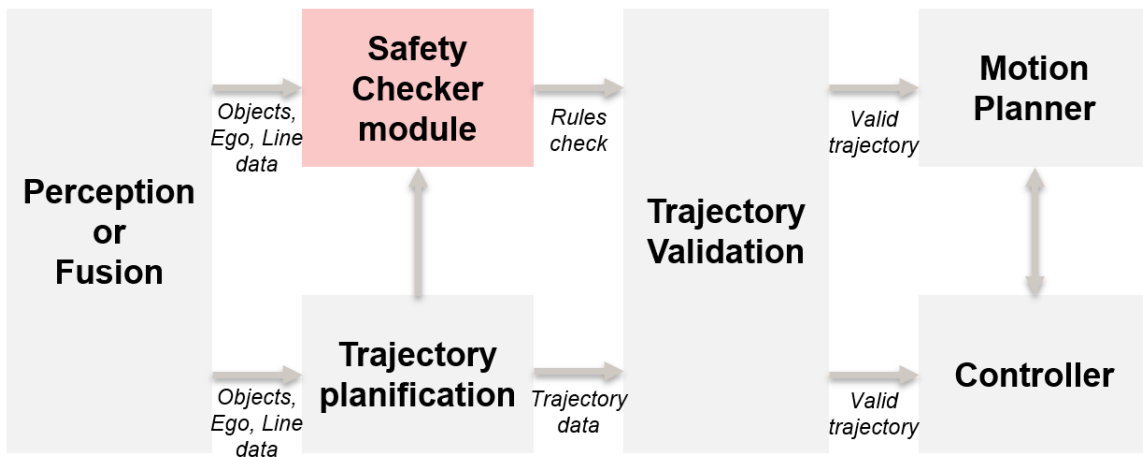 Perception
or
Fusion
Objects,
Ego, Line
data
Safety
Checker
module
Rules
check
Objects,
Ego, Line
data
Trajectory
planification
Trajectory
data
Trajectory
Validation
Valid
trajectory
Motion
Planner
Valid
trajectory
Controller